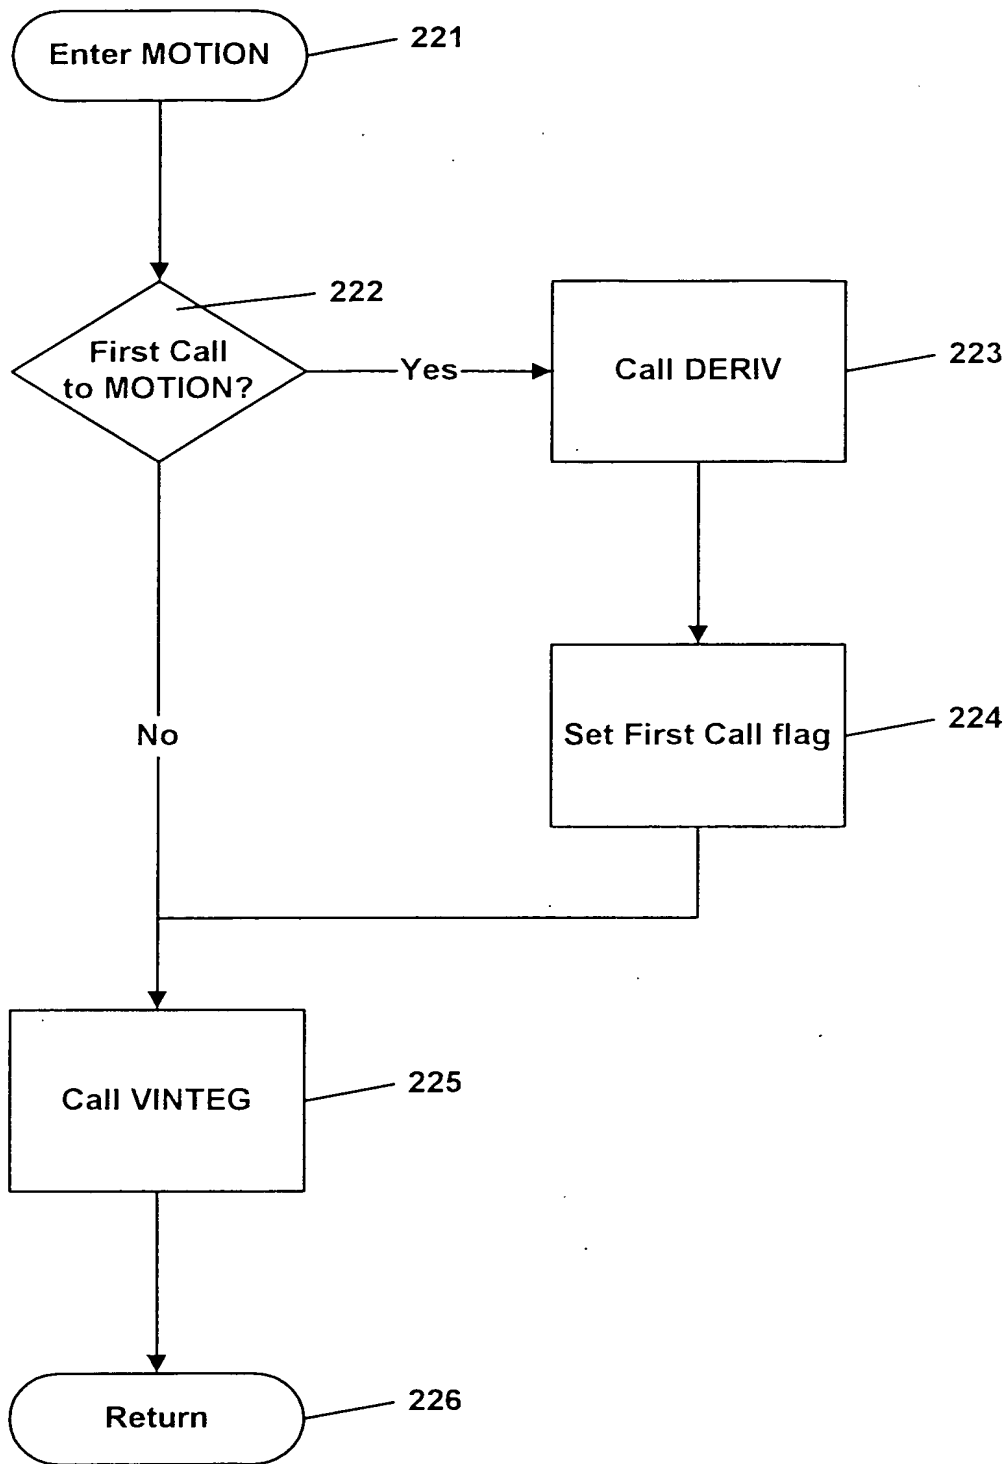 Enter MOTION
221
222
First Call
to MOTION?
Yes
Call DERIV
223
Set First Call flag
224
No
Call VINTEG
225
Return
226